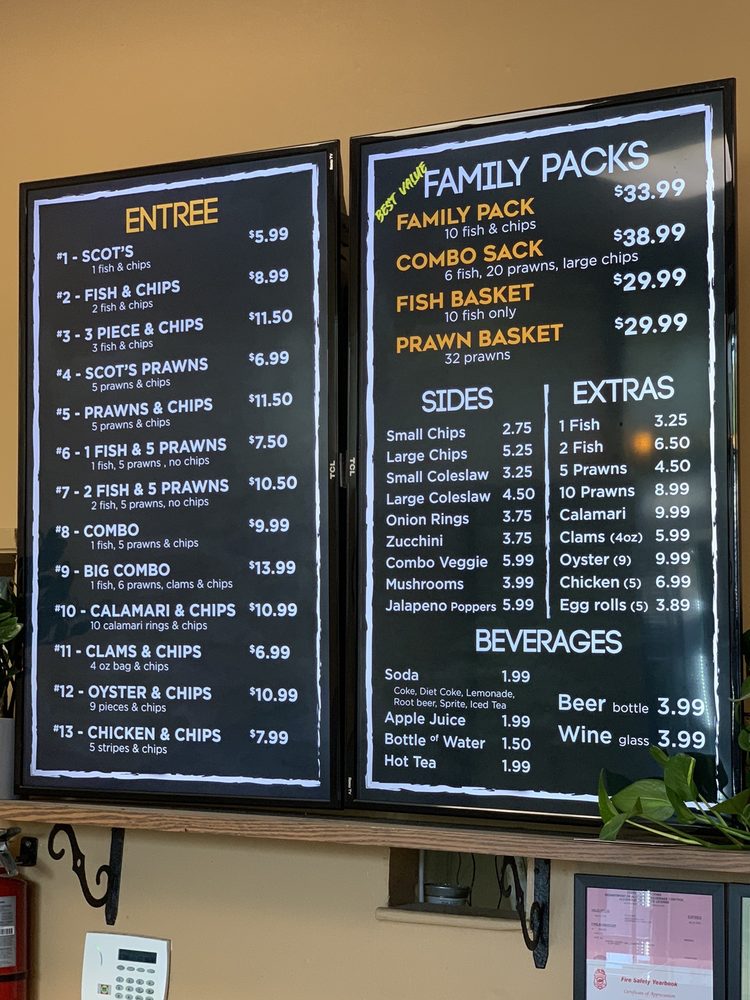 ENTREE
#1 - SCOT'S $5.99
1 fish & chips
#2 - FISH & CHIPS $8.99
2 fish & chips
#3 - 3 PIECE & CHIPS $11.50
3 fish & chips
#4 - SCOT'S PRAWNS $6.99
5 prawns & chips
#5 - PRAWNS & CHIPS $11.50
5 prawns & chips
#6 - 1 FISH & 5 PRAWNS $7.50
1 fish, 5 prawns , no chips
#7 - 2 FISH & 5 PRAWNS $10.50
2 fish, 5 prawns, no chips
#8 - COMBO $9.99
1 fish, 5 prawns & chips
#9 - BIG COMBO $13.99
1 fish, 6 prawns, clams & chips
#10 - CALAMARI & CHIPS $10.99
10 calamari rings & chips
#11 - CLAMS & CHIPS $6.99
4 oz bag & chips
#12 - OYSTER & CHIPS $10.99
9 pieces & chips
#13 - CHICKEN & CHIPS $7.99
5 stripes & chips
TCL
TCL
BEST VALUE
FAMILY PACKS
FAMILY PACK $33.99
10 fish & chips
COMBO SACK $38.99
6 fish, 20 prawns, large chips
FISH BASKET $29.99
10 fish only
PRAWN BASKET $29.99
32 prawns
SIDES
Small Chips 2.75
Large Chips 5.25
Small Coleslaw 3.25
Large Coleslaw 4.50
Onion Rings 3.75
Zucchini 3.75
Combo Veggie 5.99
Mushrooms 3.99
Jalapeno Poppers 5.99
EXTRAS
1 Fish 3.25
2 Fish 6.50
5 Prawns 4.50
10 Prawns 8.99
Calamari 9.99
Clams (4oz) 5.99
Oyster (9) 9.99
Chicken (5) 6.99
Egg rolls (5) 3.89
BEVERAGES
Soda 1.99
Coke, Diet Coke, Lemonade,
Root beer, Sprite, Iced Tea
Apple Juice 1.99
Bottle of Water 1.50
Hot Tea 1.99
Beer bottle 3.99
Wine glass 3.99
Fire Safety Yearbook
Certificate of Appreciation